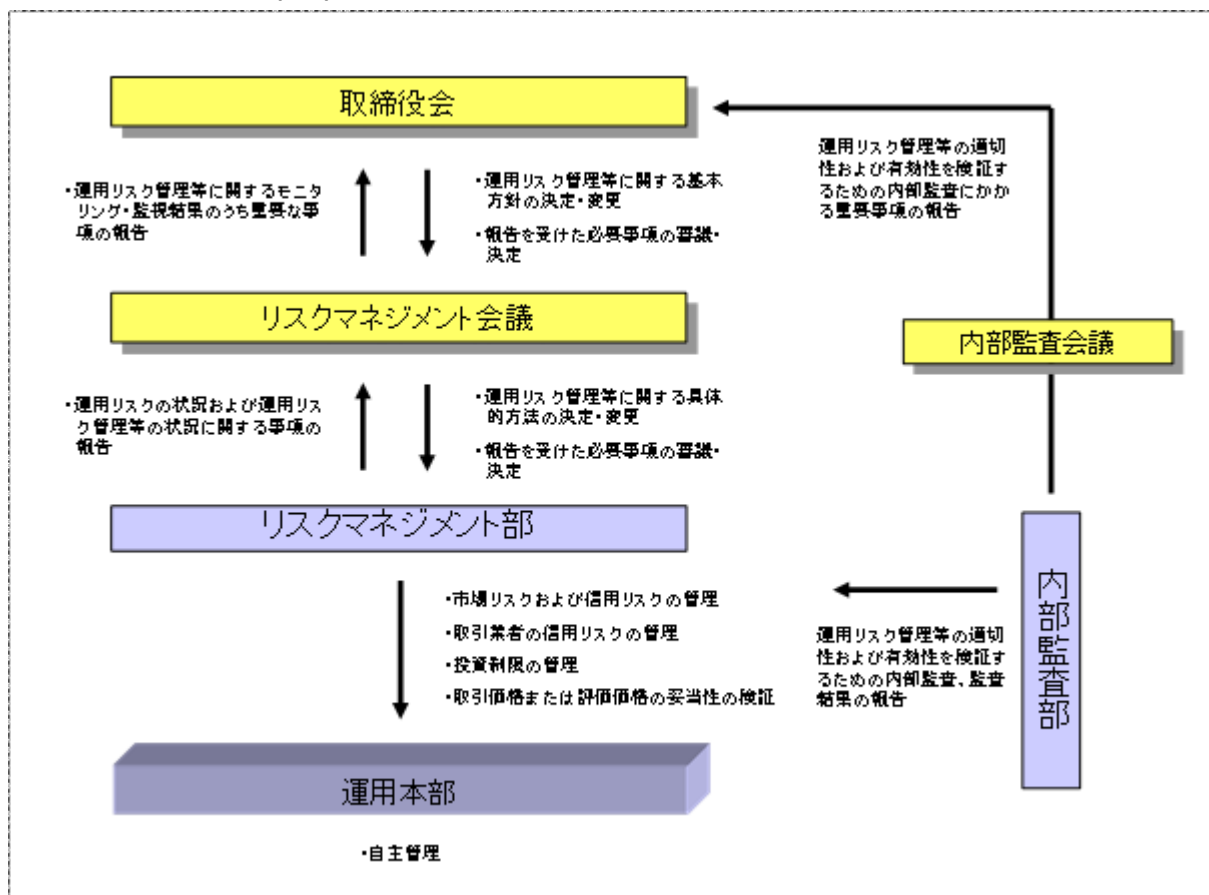 取締役会
・運用リスク管理等に関するモニ
タリング・監視結果のうち重要な事
項の報告
・運用リスク管理等に関する基本
方針の決定・変更
・報告を受けた必要事項の審議・
決定
運用リスク管理等の適切
性および有効性を検証す
るための内部監査にかか
る重要事項の報告
リスクマネジメント会議
内部監査会議
・運用リスクの状況および運用リス
ク管理等の状況に関する事項の
報告
・運用リスク管理等に関する具体
的方法の決定・変更
・報告を受けた必要事項の審議・
決定
リスクマネジメント部
内部監査部
・市場リスクおよび信用リスクの管理
・取引業者の信用リスクの管理
・投資制限の管理
・取引価格または評価価格の妥当性の検証
運用リスク管理等の適切
性および有効性を検証す
るための内部監査、監査
結果の報告
運用本部
・自主管理